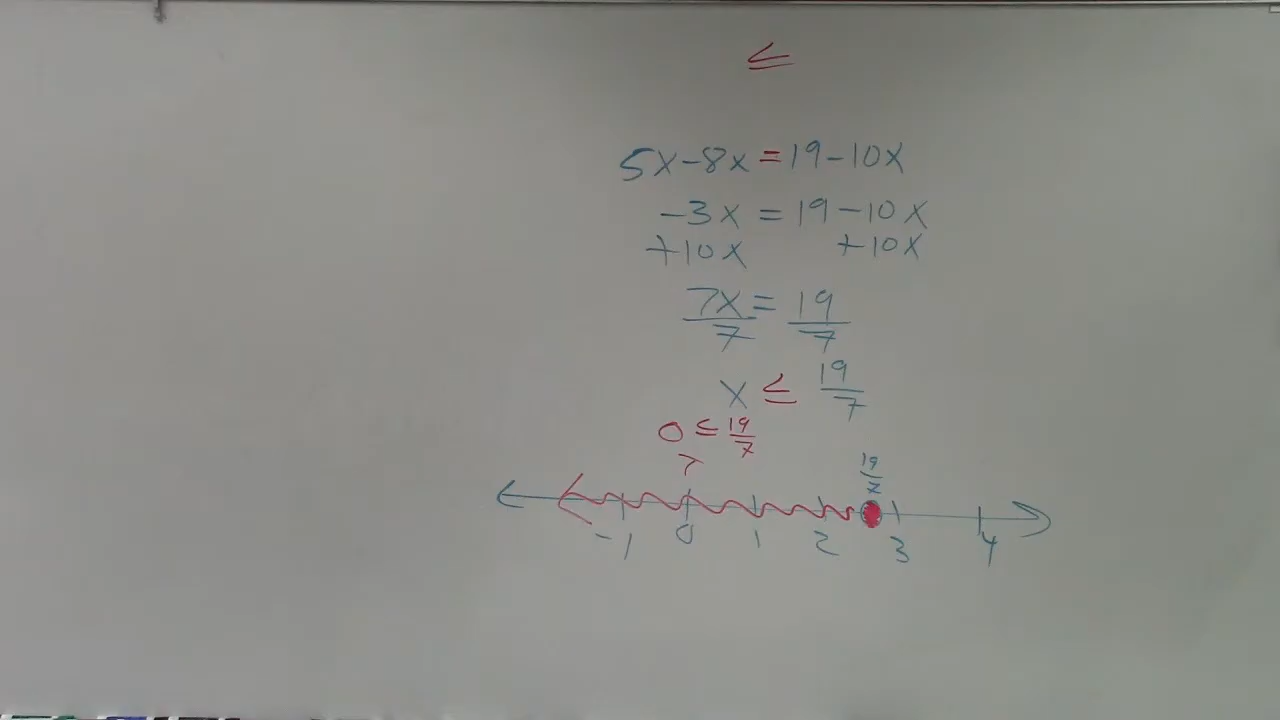 ≤
5x-8x=19-10x
-3x=19-10x
+10x +10x
7x=19
7 7
x ≤ 19/7
0 ≤ 19/7
19/7
-1 0 1 2 3 4